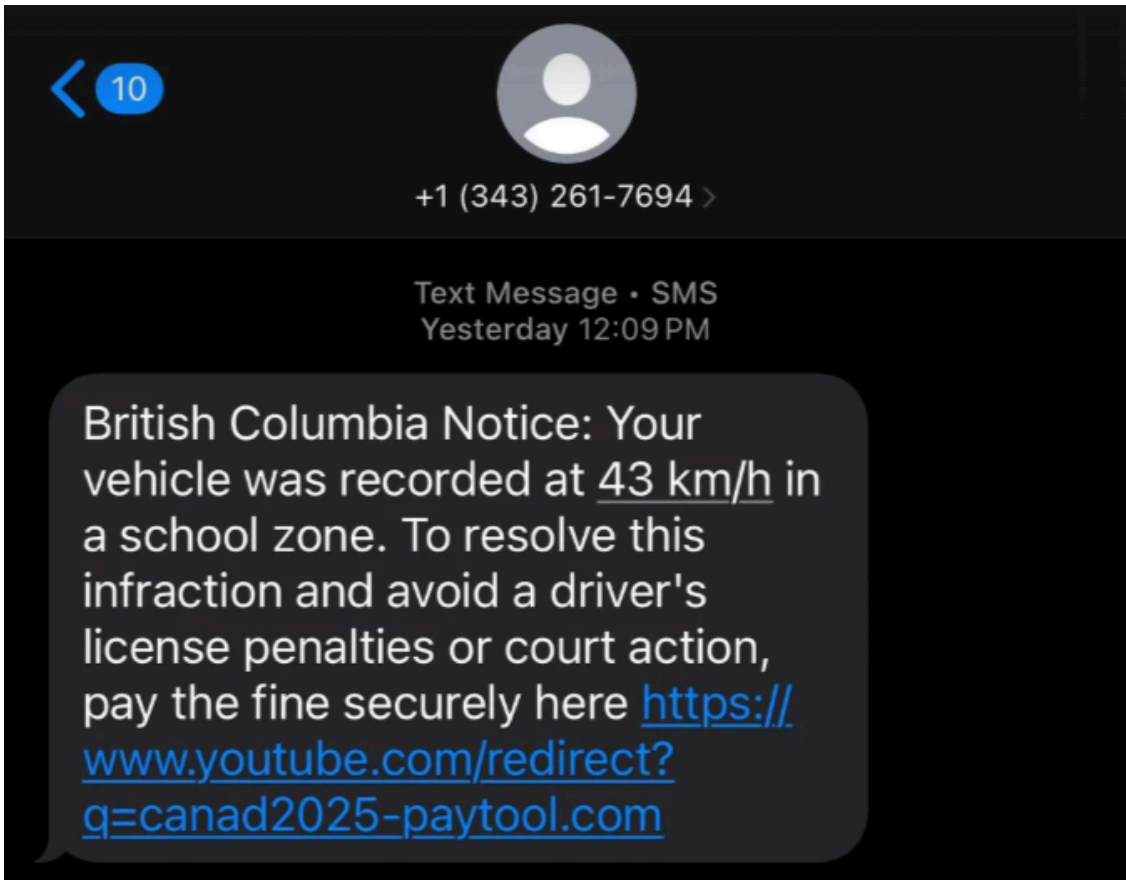 10
+1 (343) 261-7694 >
Text Message • SMS
Yesterday 12:09 PM
British Columbia Notice: Your
vehicle was recorded at 43 km/h in
a school zone. To resolve this
infraction and avoid a driver's
license penalties or court action,
pay the fine securely here https://
www.youtube.com/redirect?
q=canad2025-paytool.com